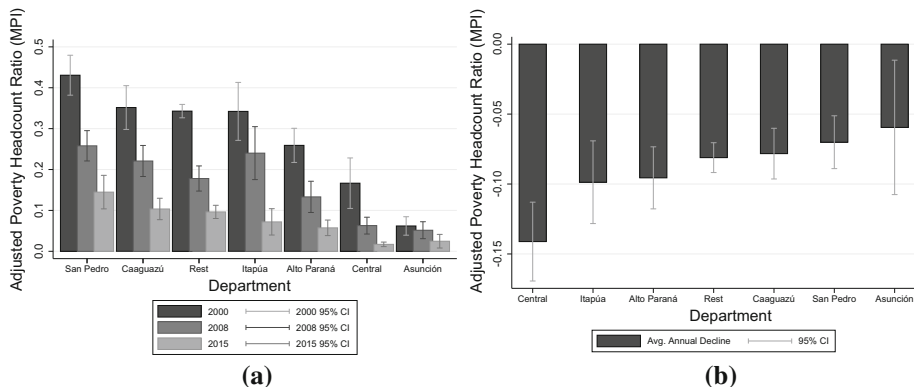 Adjusted Poverty Headcount Ratio (MPI)
0.5
0.4
0.3
0.2
0.1
0.0
San Pedro Caaguazú Rest Itapúa Alto Paraná Central Asunción
Department
2000 2000 95% CI
2008 2008 95% CI
2015 2015 95% CI
(a)
Adjusted Poverty Headcount Ratio (MPI)
0.00
-0.05
-0.10
-0.15
Central Itapúa Alto Paraná Rest Caaguazú San Pedro Asunción
Department
Avg. Annual Decline 95% CI
(b)